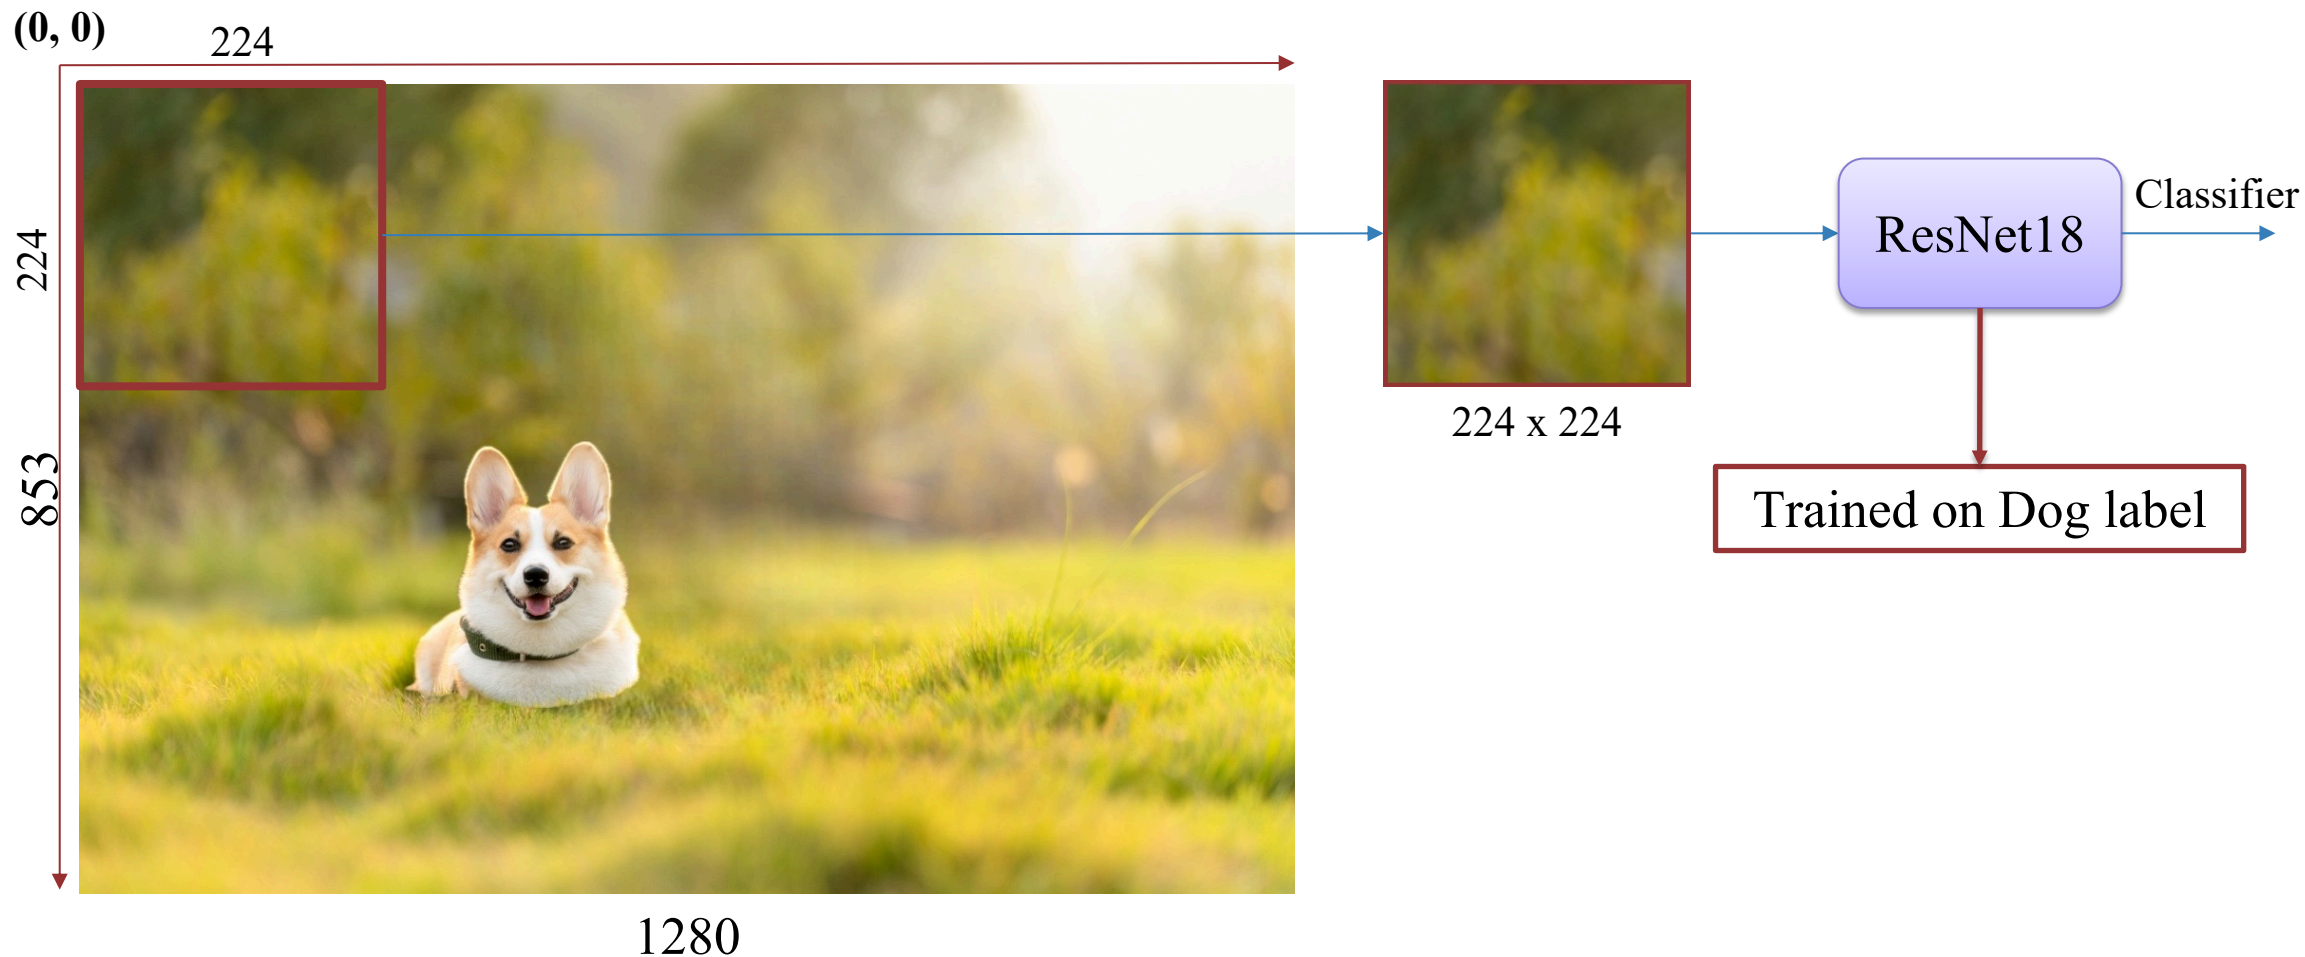 (0, 0)
224
224
853
1280
224 x 224
ResNet18
Classifier
Trained on Dog label